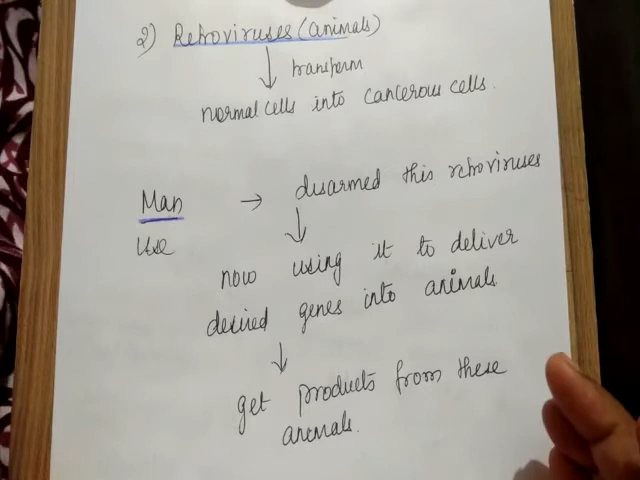 2) Retroviruses (animals)
↓ transform
normal cells into cancerous cells.
Man → disarmed this retroviruses
Use ↓
now using it to deliver
desired genes into animals.
↓
get products from these
animals.